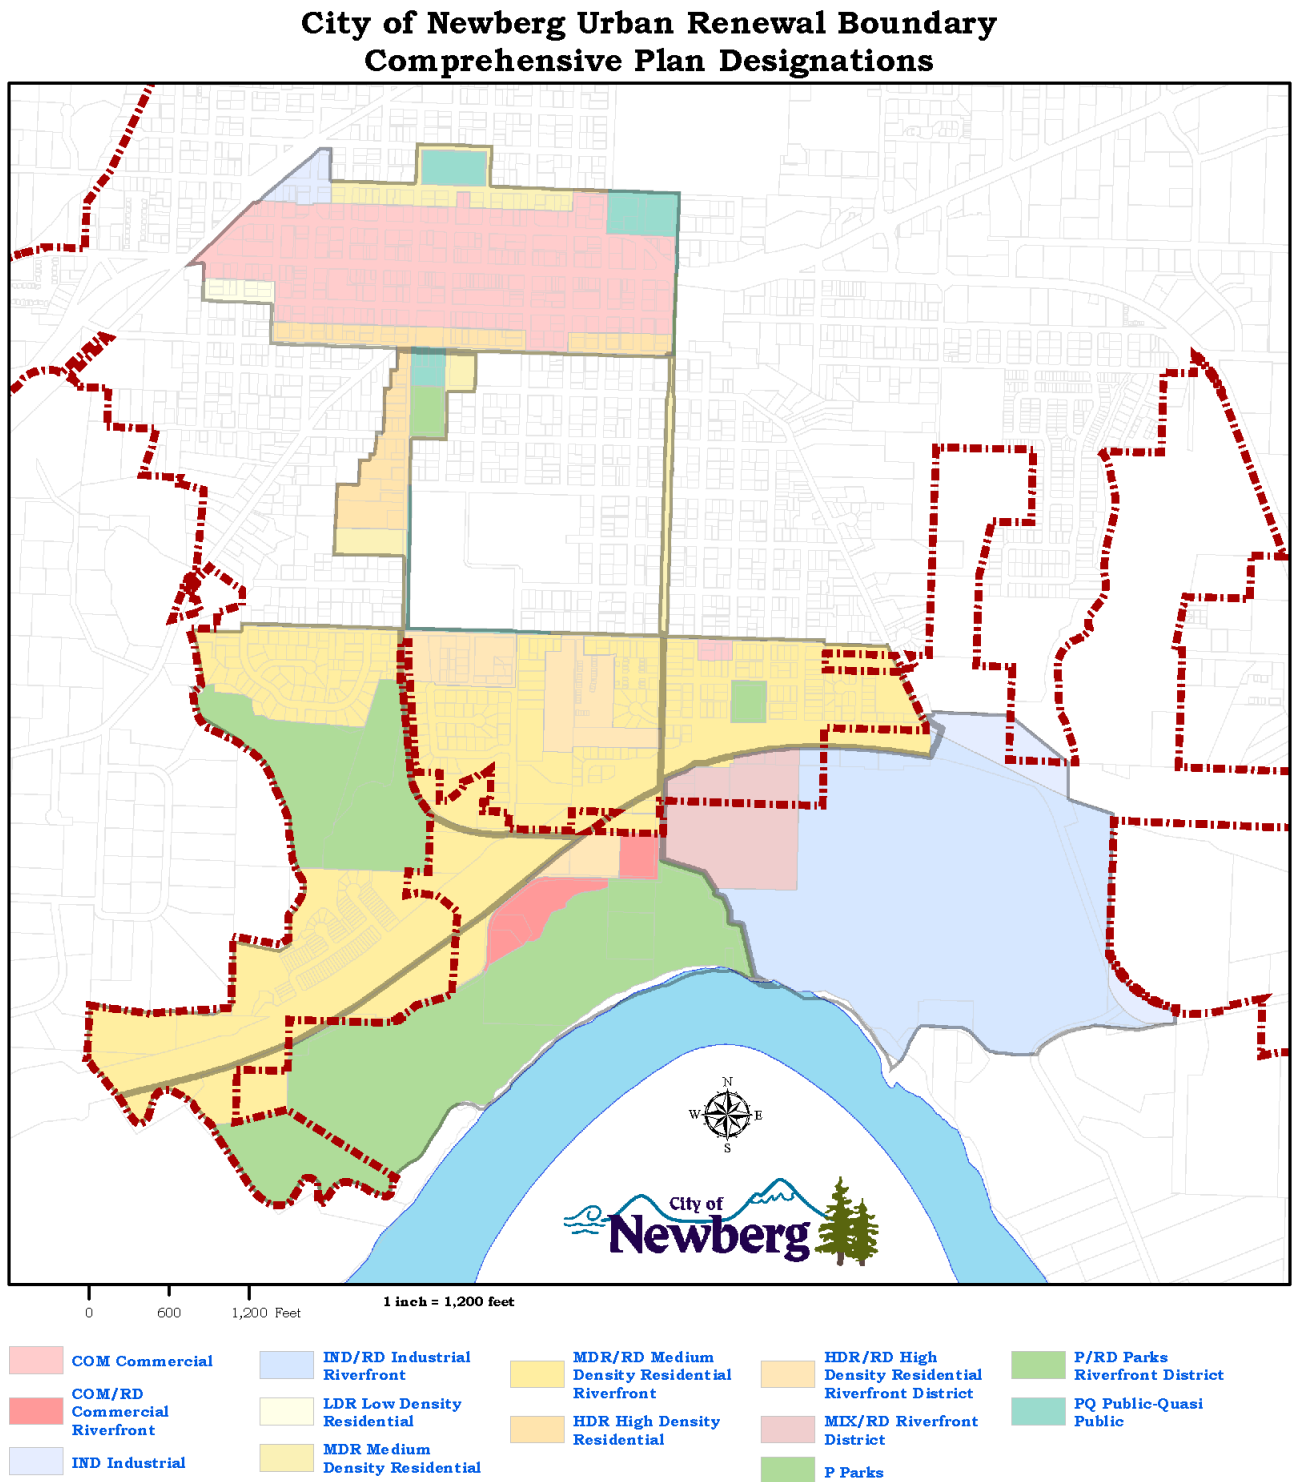 City of Newberg Urban Renewal Boundary
Comprehensive Plan Designations
N
W
E
S
City of
Newberg
0
600
1,200 Feet
1 inch = 1,200 feet
COM Commercial
COM/RD
Commercial
Riverfront
IND Industrial
IND/RD Industrial
Riverfront
LDR Low Density
Residential
MDR Medium
Density Residential
MDR/RD Medium
Density Residential
Riverfront
HDR High Density
Residential
HDR/RD High
Density Residential
Riverfront District
MIX/RD Riverfront
District
P Parks
P/RD Parks
Riverfront District
PQ Public-Quasi
Public